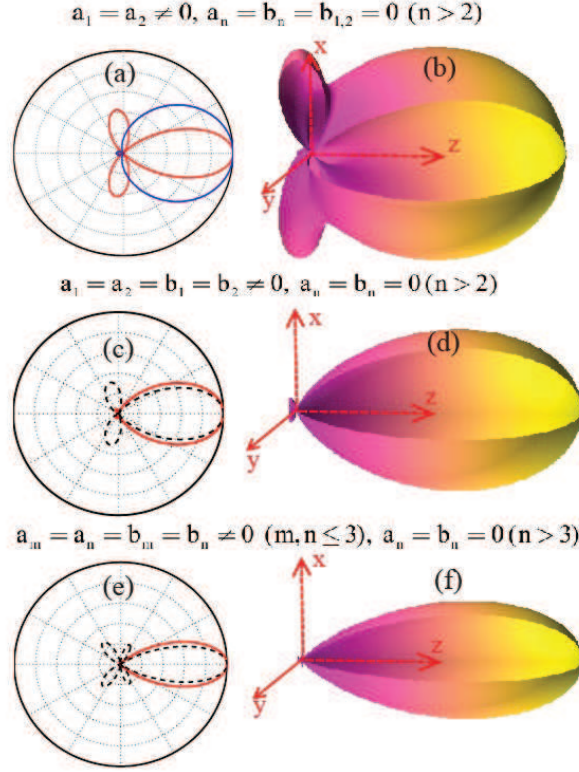 a₁ = a₂ ≠ 0, aₙ = bₙ = b₁,₂ = 0 (n > 2)
(a)
(b)
x
z
y
a₁ = a₂ = b₁ = b₂ ≠ 0, aₙ = bₙ = 0 (n > 2)
(c)
(d)
x
z
y
aₘ = aₙ = bₘ = bₙ ≠ 0 (m, n ≤ 3), aₙ = bₙ = 0 (n > 3)
(e)
(f)
x
z
y